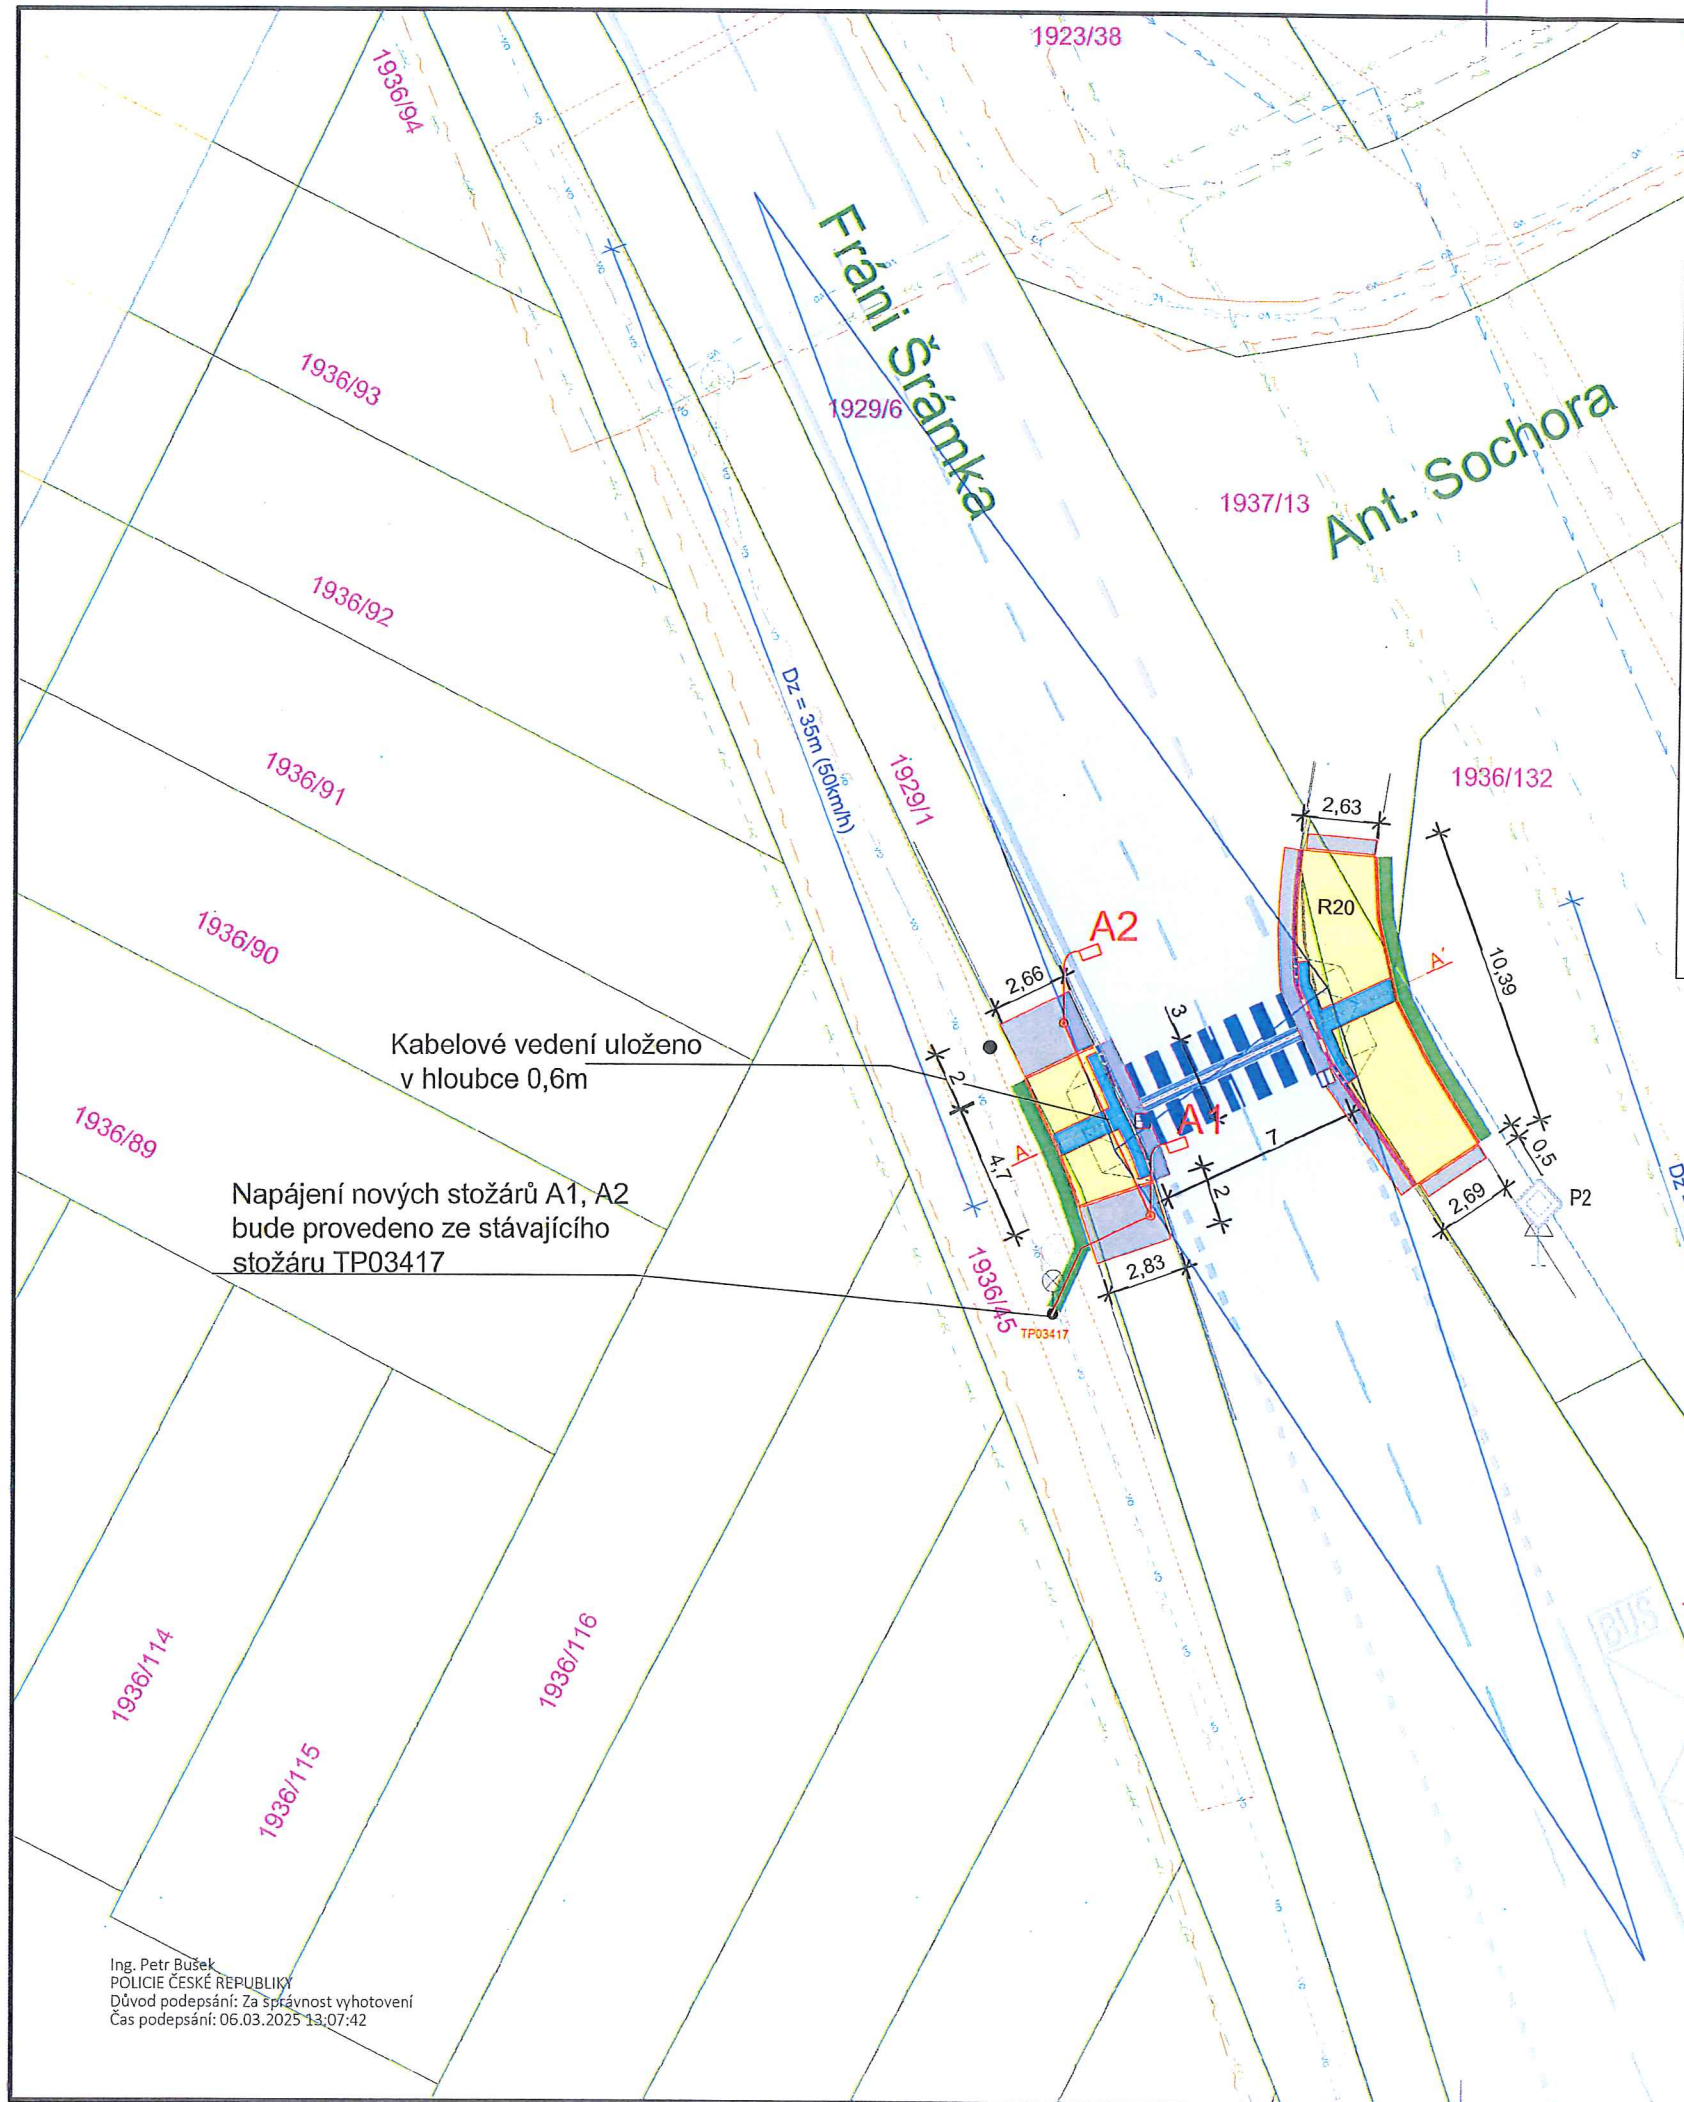 1923/38
1936/94
Fráni Šrámka
1936/93
1929/6
Ant. Sochora
1937/13
1936/92
Dz = 35m (50km/h)
1936/91
1929/1
1936/132
2,63
R20
1936/90
A2
A'
10,39
2,66
3
Kabelové vedení uloženo
v hloubce 0,6m
2
1936/89
A1
A
4,7
7
0,5
Dz
Napájení nových stožárů A1, A2
bude provedeno ze stávajícího
stožáru TP03417
2
2,69
P2
2,83
1936/45
TP03417
BUS
1936/114
1936/116
1936/115
Ing. Petr Bušek
POLICIE ČESKÉ REPUBLIKY
Důvod podepsání: Za správnost vyhotovení
Čas podepsání: 06.03.2025 13:07:42